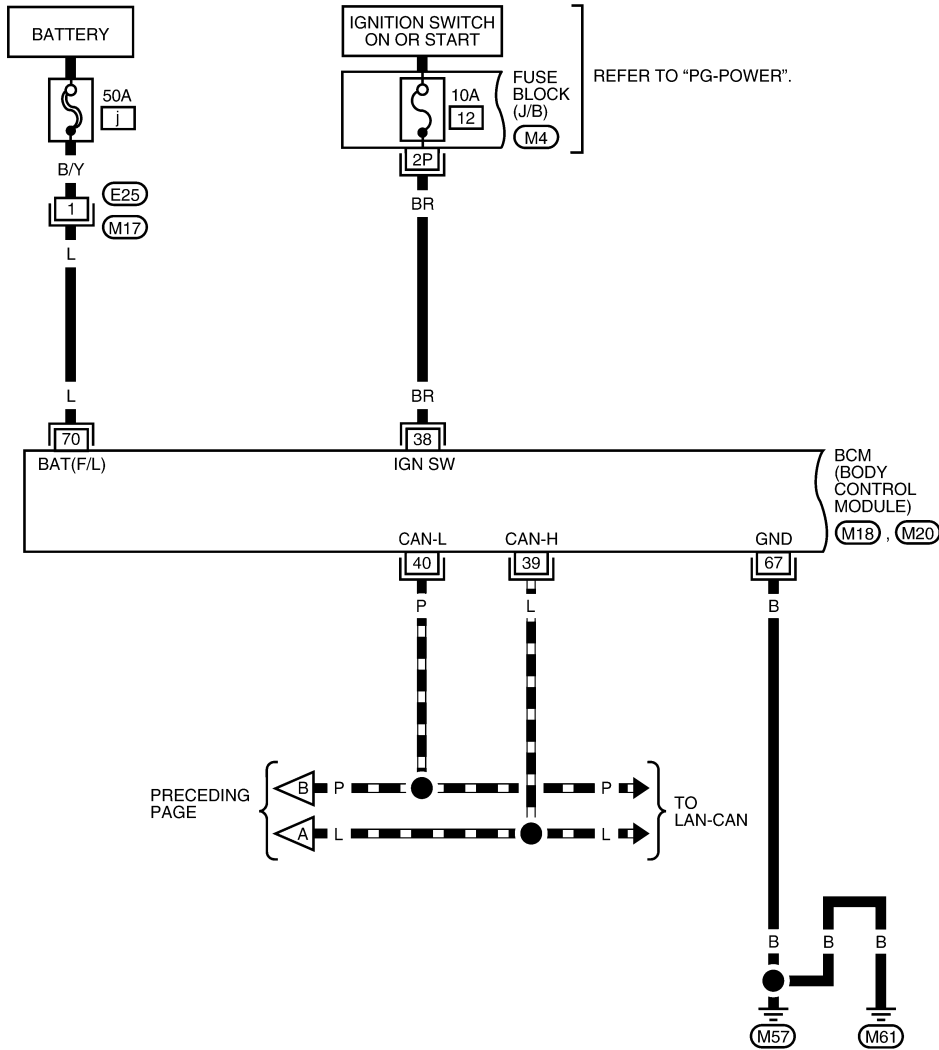 BATTERY
IGNITION SWITCH
ON OR START
50A
j
10A
12
FUSE
BLOCK
(J/B)
M4
REFER TO “PG-POWER”.
2P
B/Y
E25
1
M17
BR
L
L
BR
70
38
BAT(F/L)
IGN SW
BCM
(BODY
CONTROL
MODULE)
M18 , M20
CAN-L
CAN-H
GND
40
39
67
P
L
B
PRECEDING
PAGE
B
P
P
A
L
L
TO
LAN-CAN
B
B
B
M57
M61